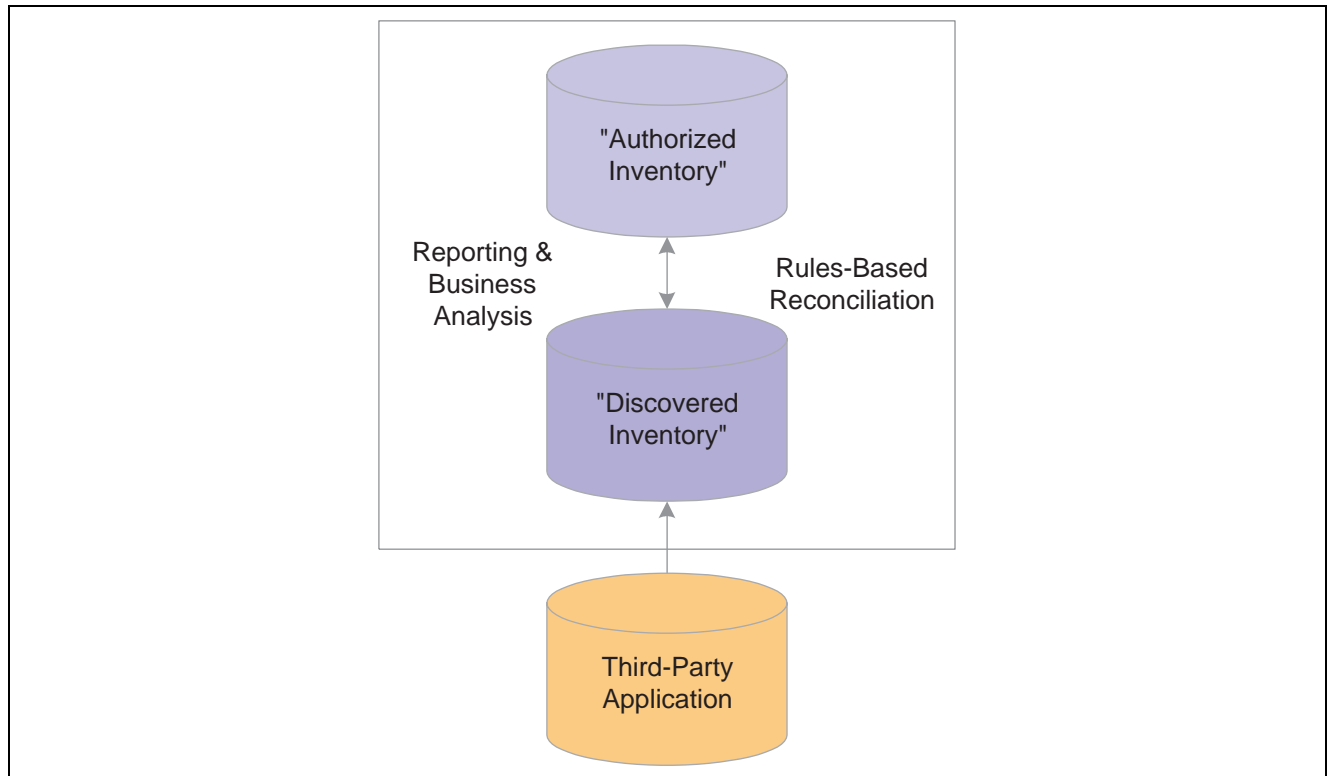 "Authorized
Inventory"
Reporting &
Business
Analysis
Rules-Based
Reconciliation
"Discovered
Inventory"
Third-Party
Application